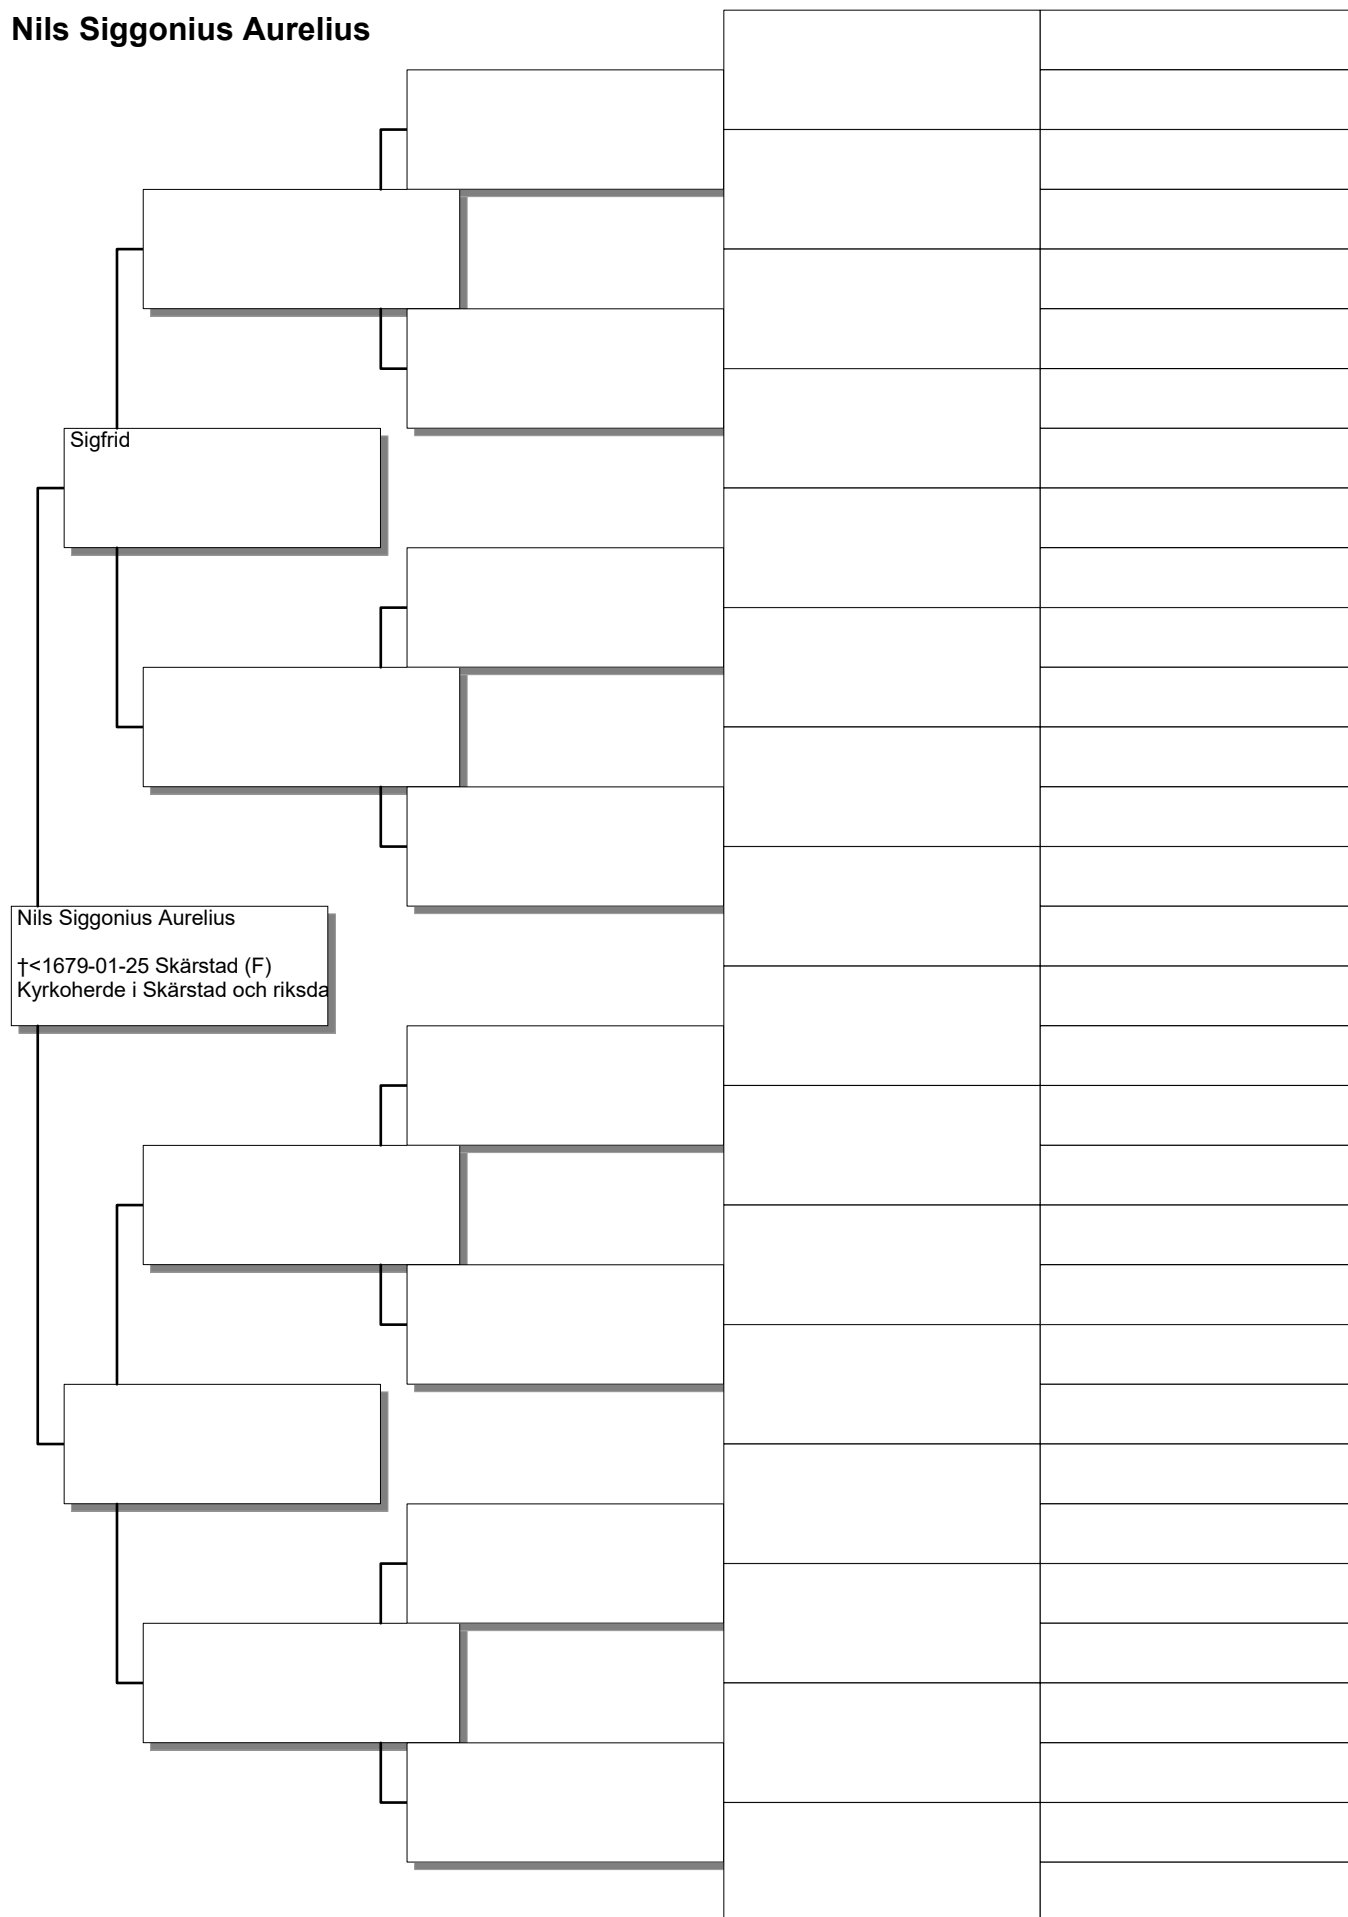 Nils Siggonius Aurelius
Sigfrid
Nils Siggonius Aurelius
†<1679-01-25 Skärstad (F)
Kyrkoherde i Skärstad och riksda